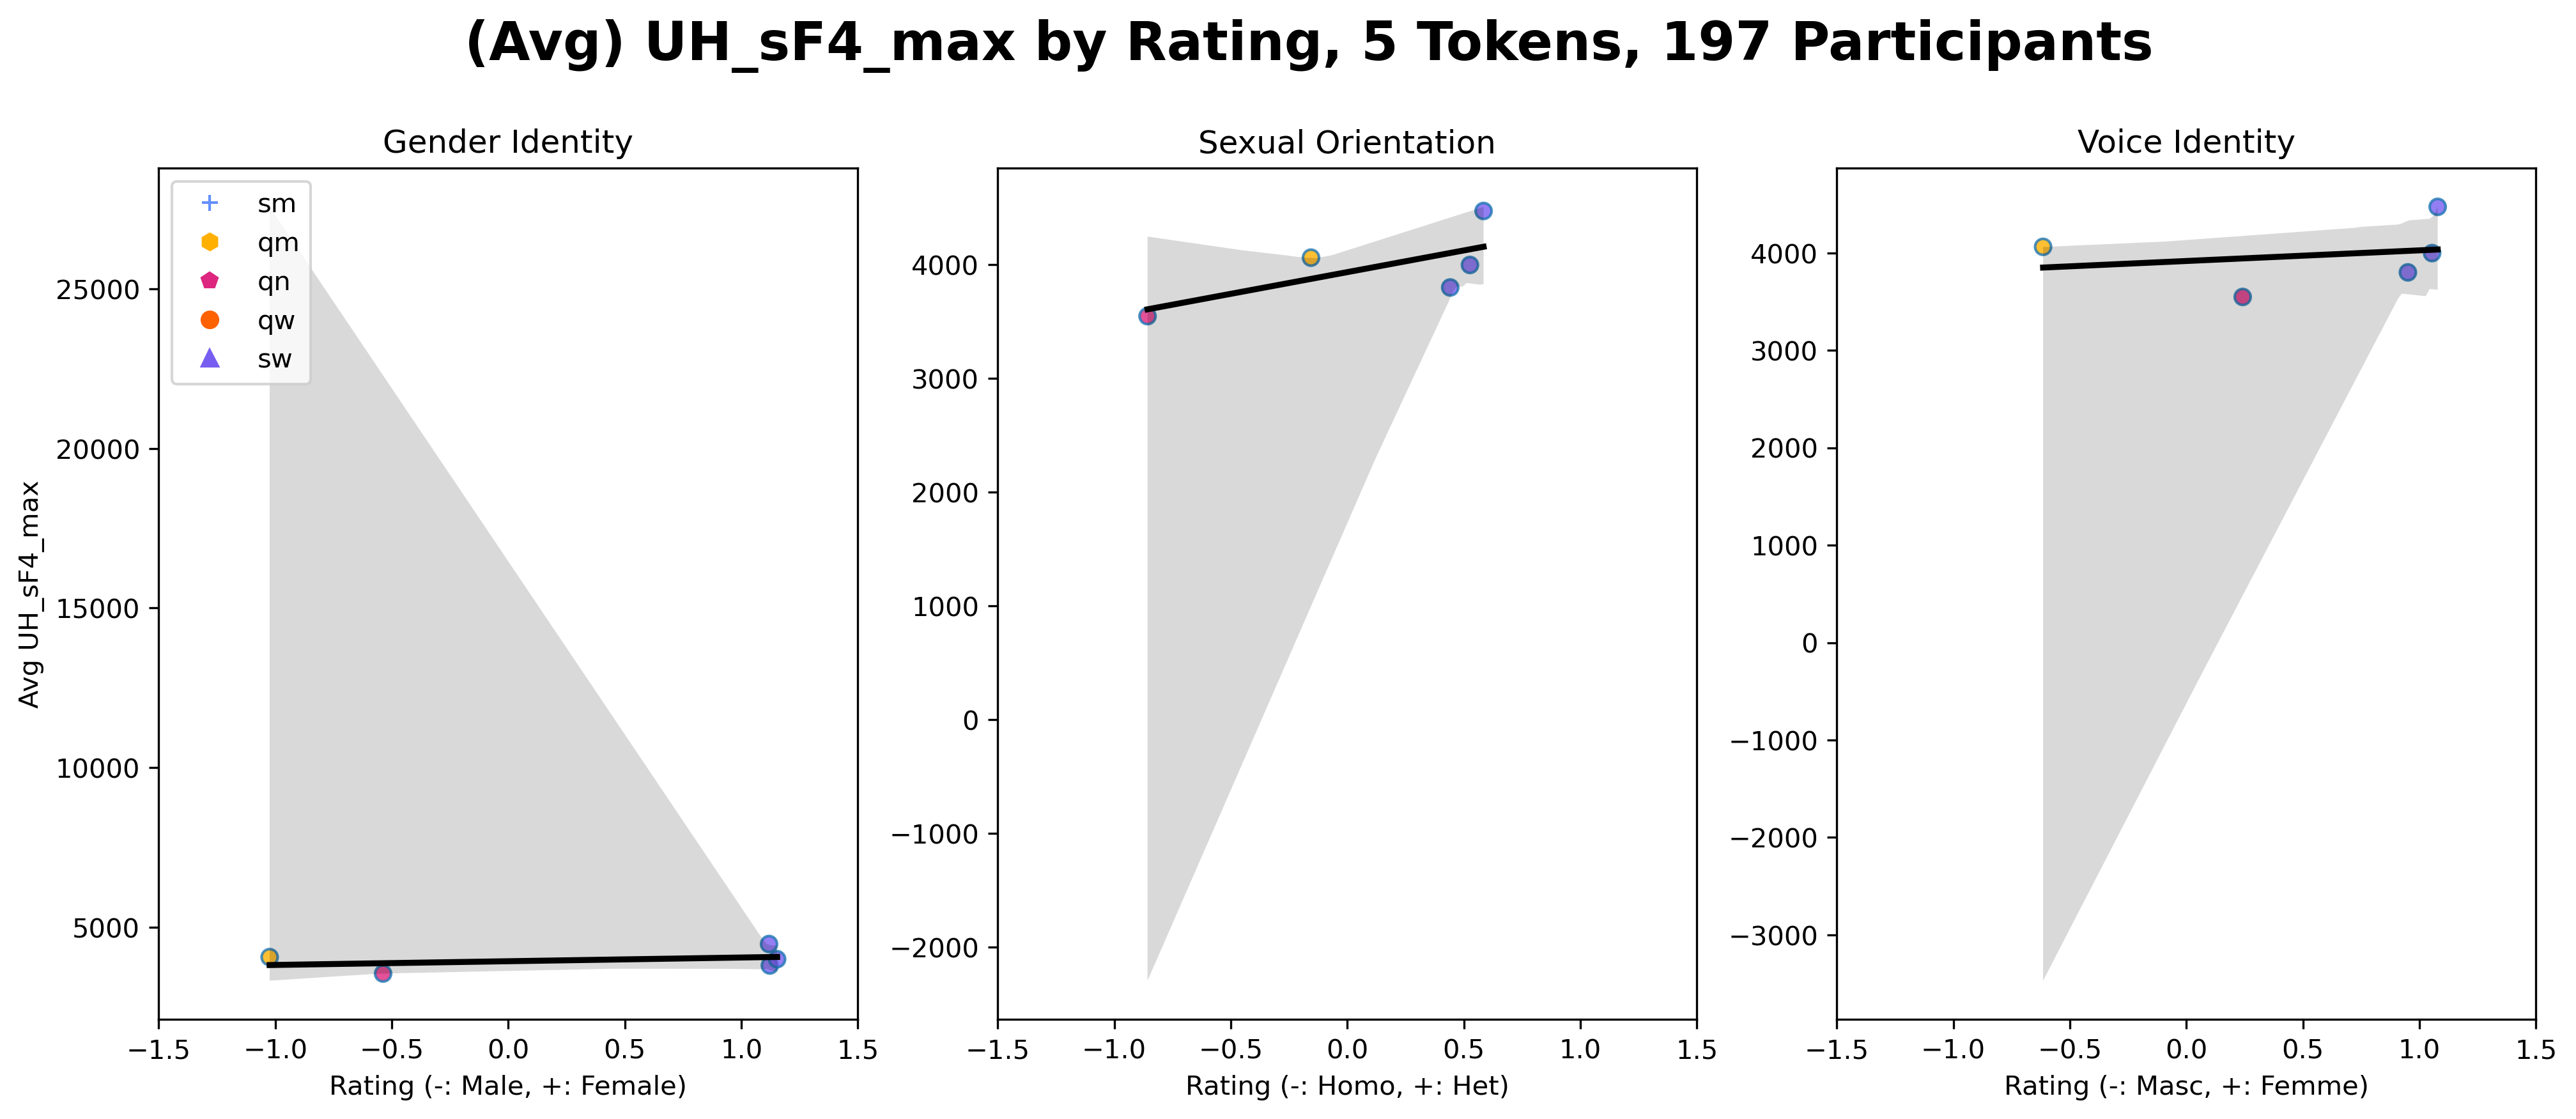 (Avg) UH_sF4_max by Rating, 5 Tokens, 197 Participants
Gender Identity
sm
qm
qn
qw
sw
25000
20000
15000
10000
5000
Avg UH_sF4_max
−1.5 −1.0 −0.5 0.0 0.5 1.0 1.5
Rating (-: Male, +: Female)
Sexual Orientation
4000
3000
2000
1000
0
−1000
−2000
−1.5 −1.0 −0.5 0.0 0.5 1.0 1.5
Rating (-: Homo, +: Het)
Voice Identity
4000
3000
2000
1000
0
−1000
−2000
−3000
−1.5 −1.0 −0.5 0.0 0.5 1.0 1.5
Rating (-: Masc, +: Femme)